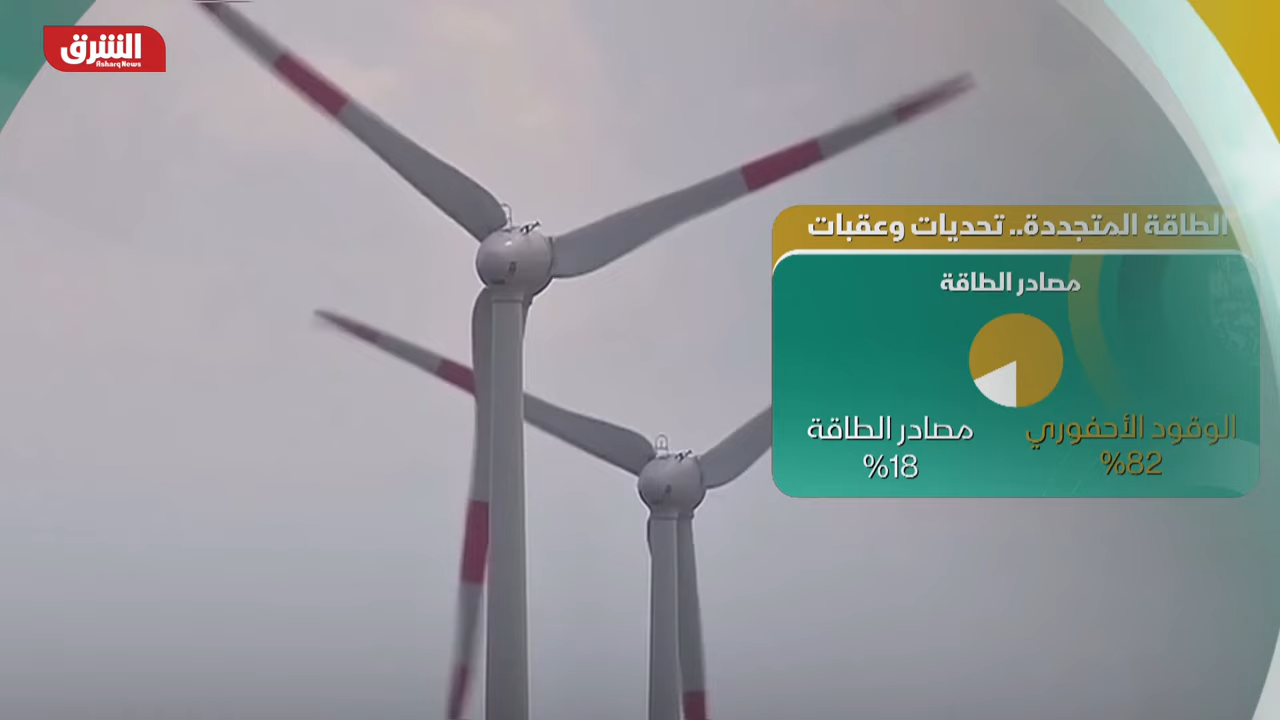 الشرق
Asharq News
الطاقة المتجددة.. تحديات وعقبات
مصادر الطاقة
الوقود الأحفوري
%82
مصادر الطاقة
%18